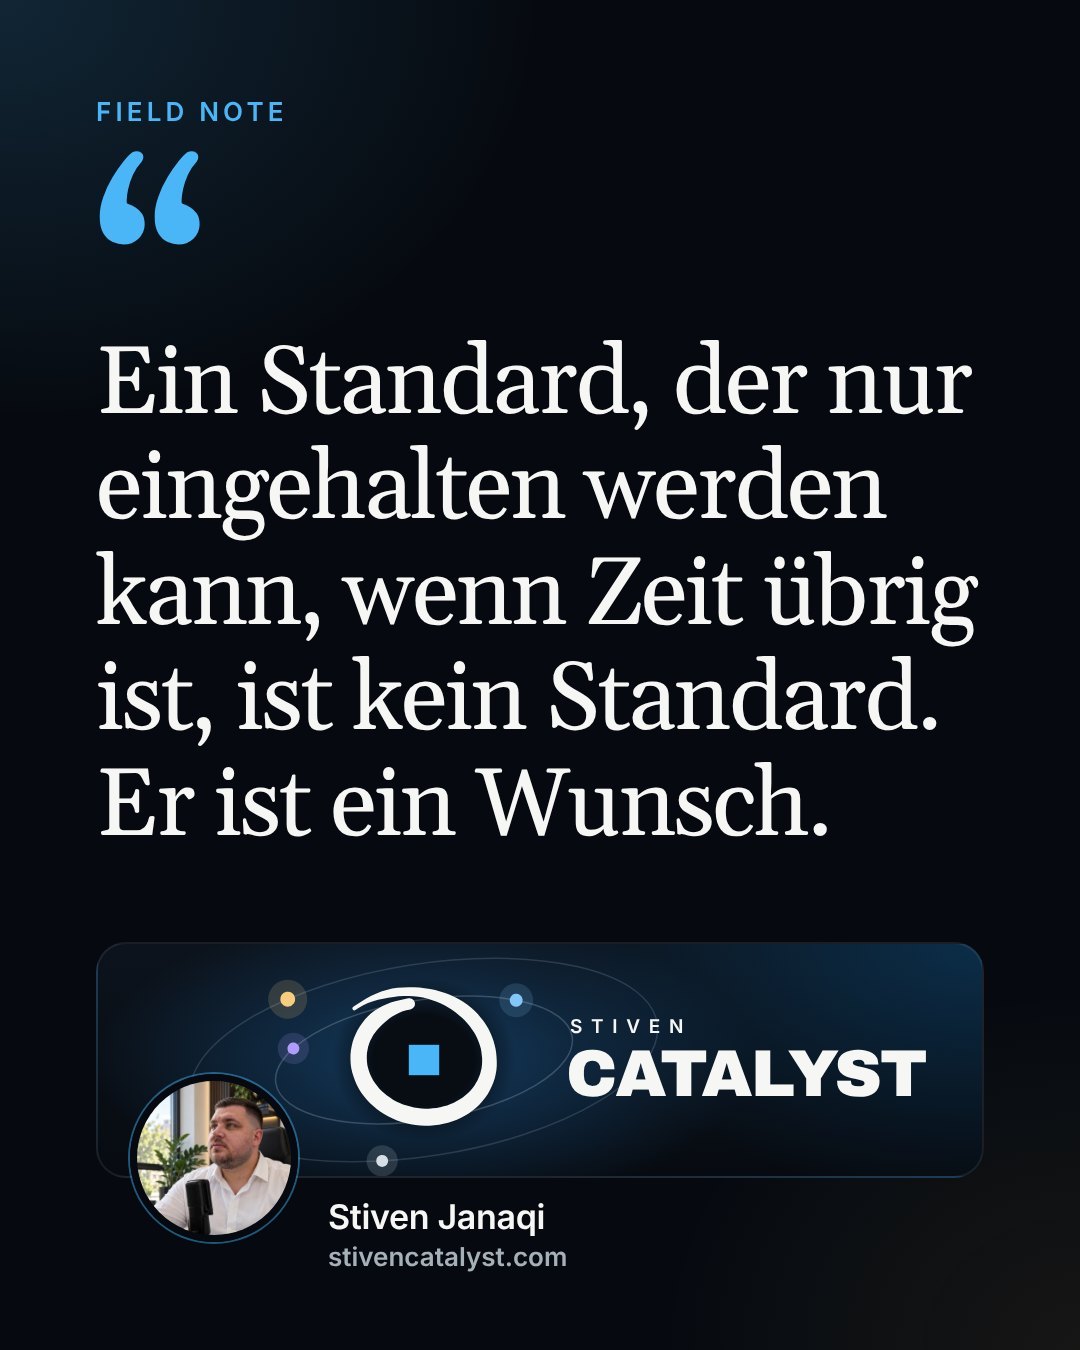 FIELD NOTE
“
Ein Standard, der nur
eingehalten werden
kann, wenn Zeit übrig
ist, ist kein Standard.
Er ist ein Wunsch.
STIVEN
CATALYST
Stiven Janaqi
stivencatalyst.com